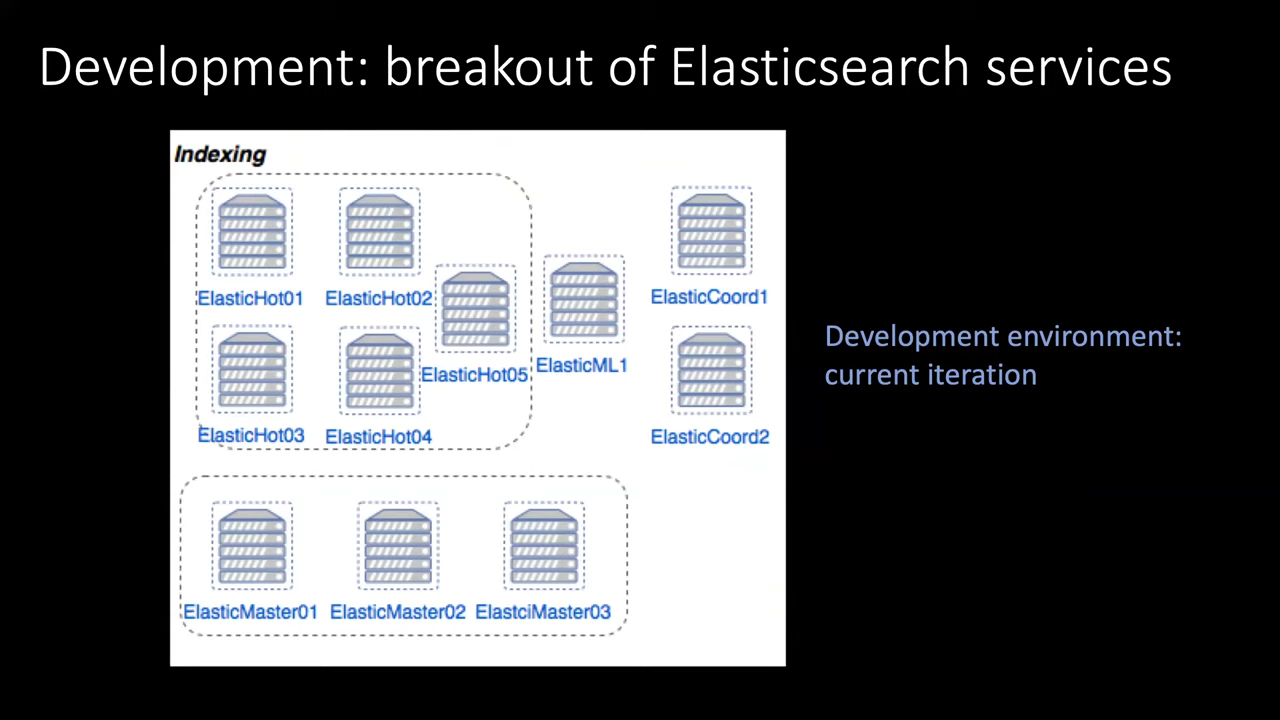 Development: breakout of Elasticsearch services
Indexing
ElasticHot01
ElasticHot02
ElasticHot05
ElasticML1
ElasticCoord1
ElasticHot03
ElasticHot04
ElasticCoord2
ElasticMaster01
ElasticMaster02
ElastciMaster03
Development environment:
current iteration